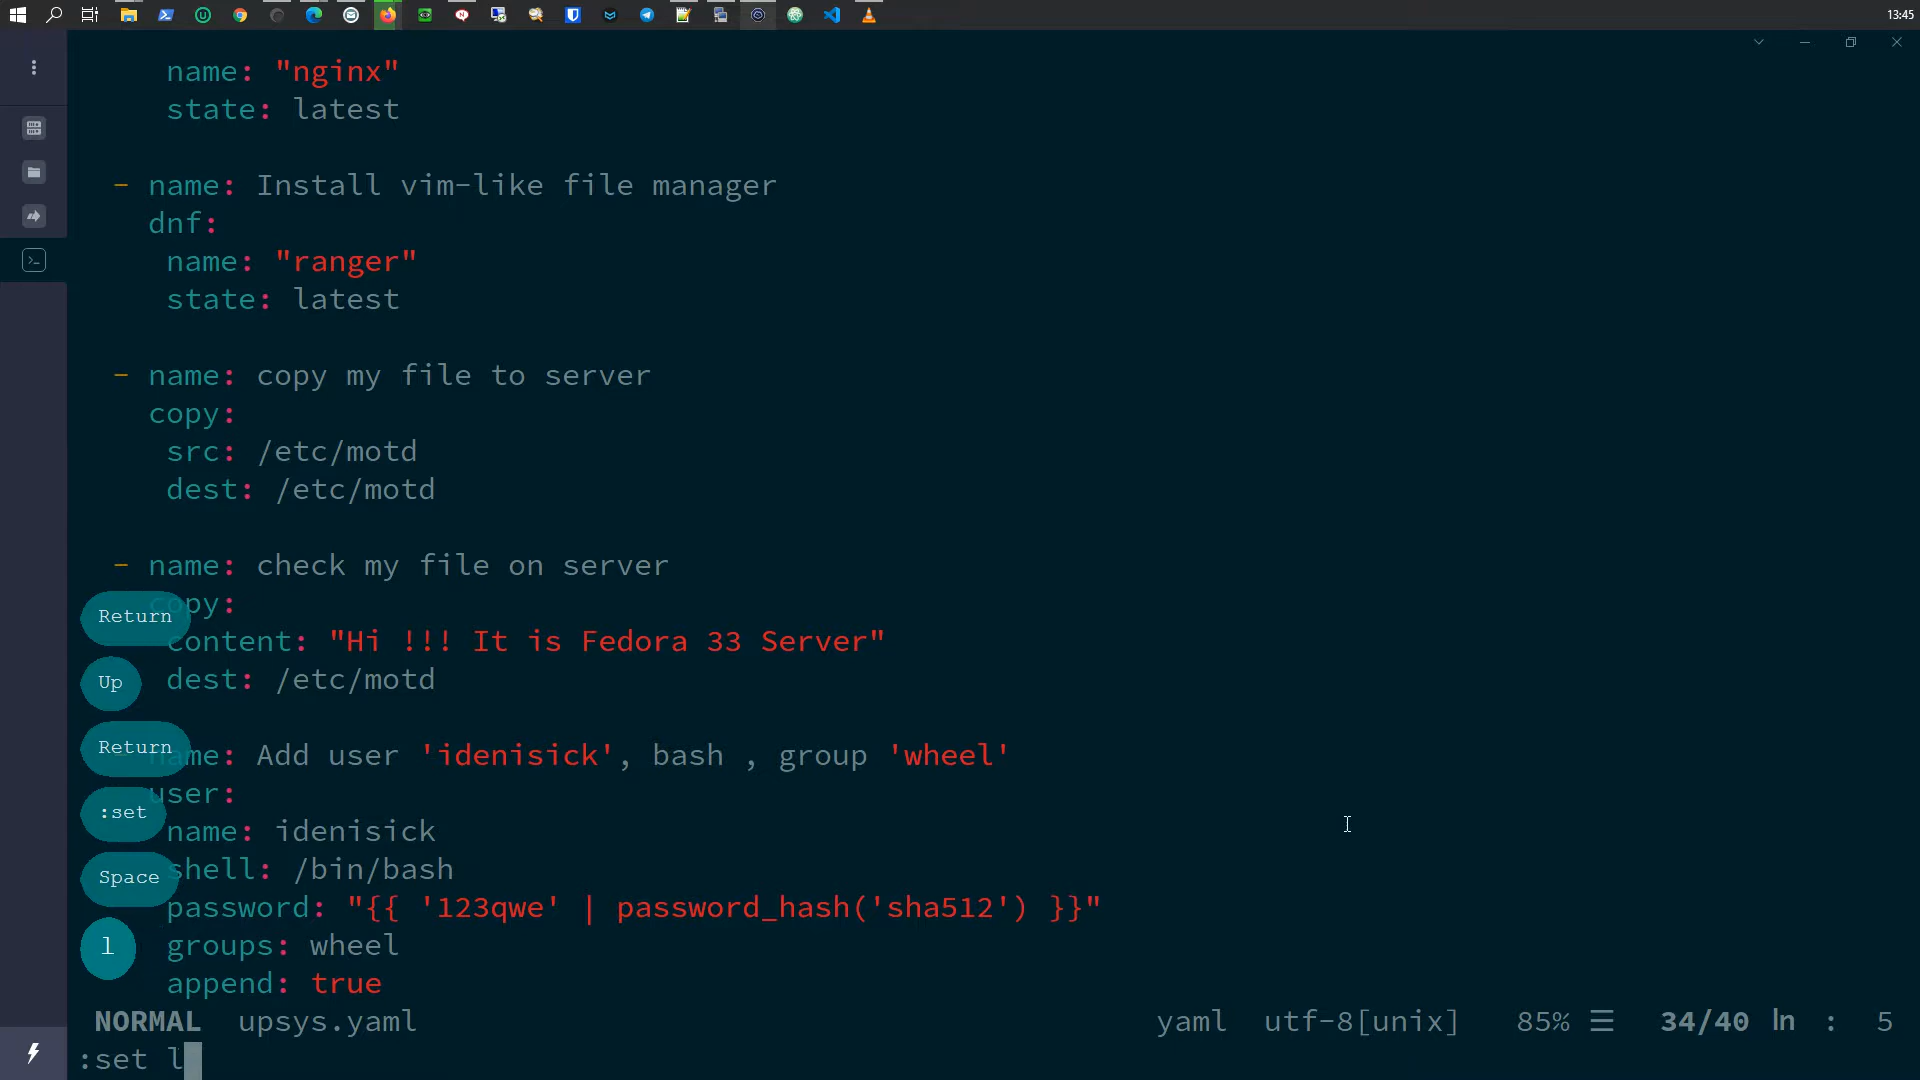 13:45
name: "nginx"
state: latest
- name: Install vim-like file manager
dnf:
name: "ranger"
state: latest
- name: copy my file to server
copy:
src: /etc/motd
dest: /etc/motd
- name: check my file on server
copy:
Return
content: "Hi !!! It is Fedora 33 Server"
Up
dest: /etc/motd
Return
name: Add user 'idenisick', bash , group 'wheel'
user:
:set
name: idenisick
shell: /bin/bash
Space
password: "{{ '123qwe' | password_hash('sha512') }}"
l
groups: wheel
append: true
NORMAL upsys.yaml yaml utf-8[unix] 85% ☰ 34/40 ln : 5
:set l